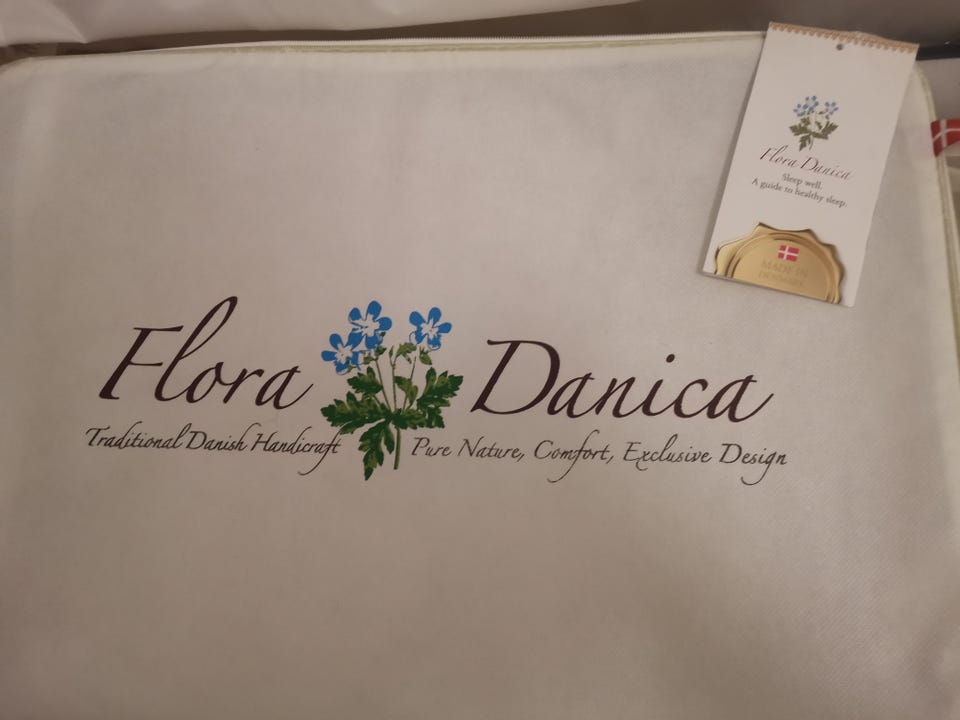 Flora Danica
Sleep well.
A guide to healthy sleep.
MADE IN
DENMARK
Flora Danica
Traditional Danish Handicraft Pure Nature, Comfort, Exclusive Design